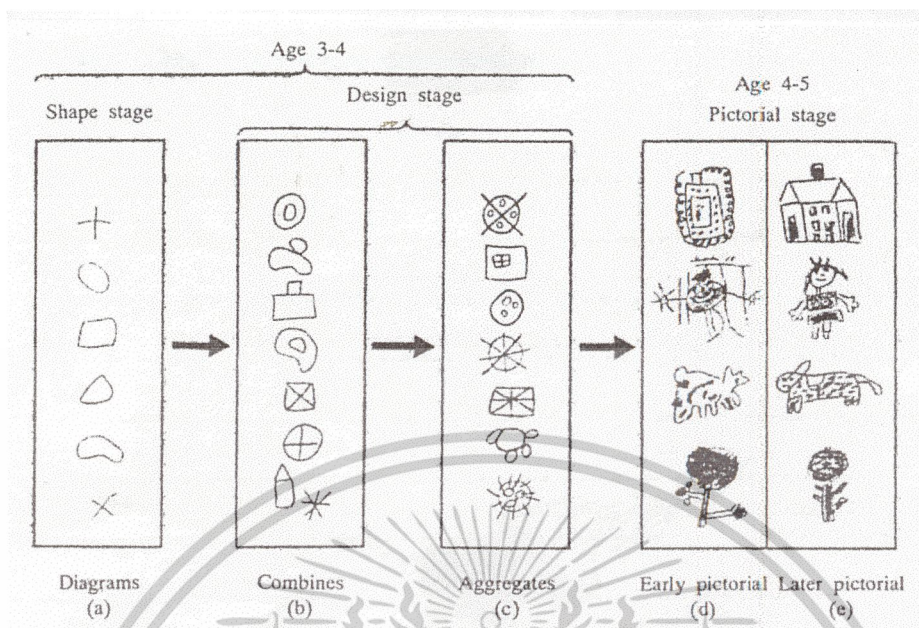 Age 3-4
Shape stage
Design stage
Age 4-5
Pictorial stage
Diagrams
(a)
Combines
(b)
Aggregates
(c)
Early pictorial
(d)
Later pictorial
(e)